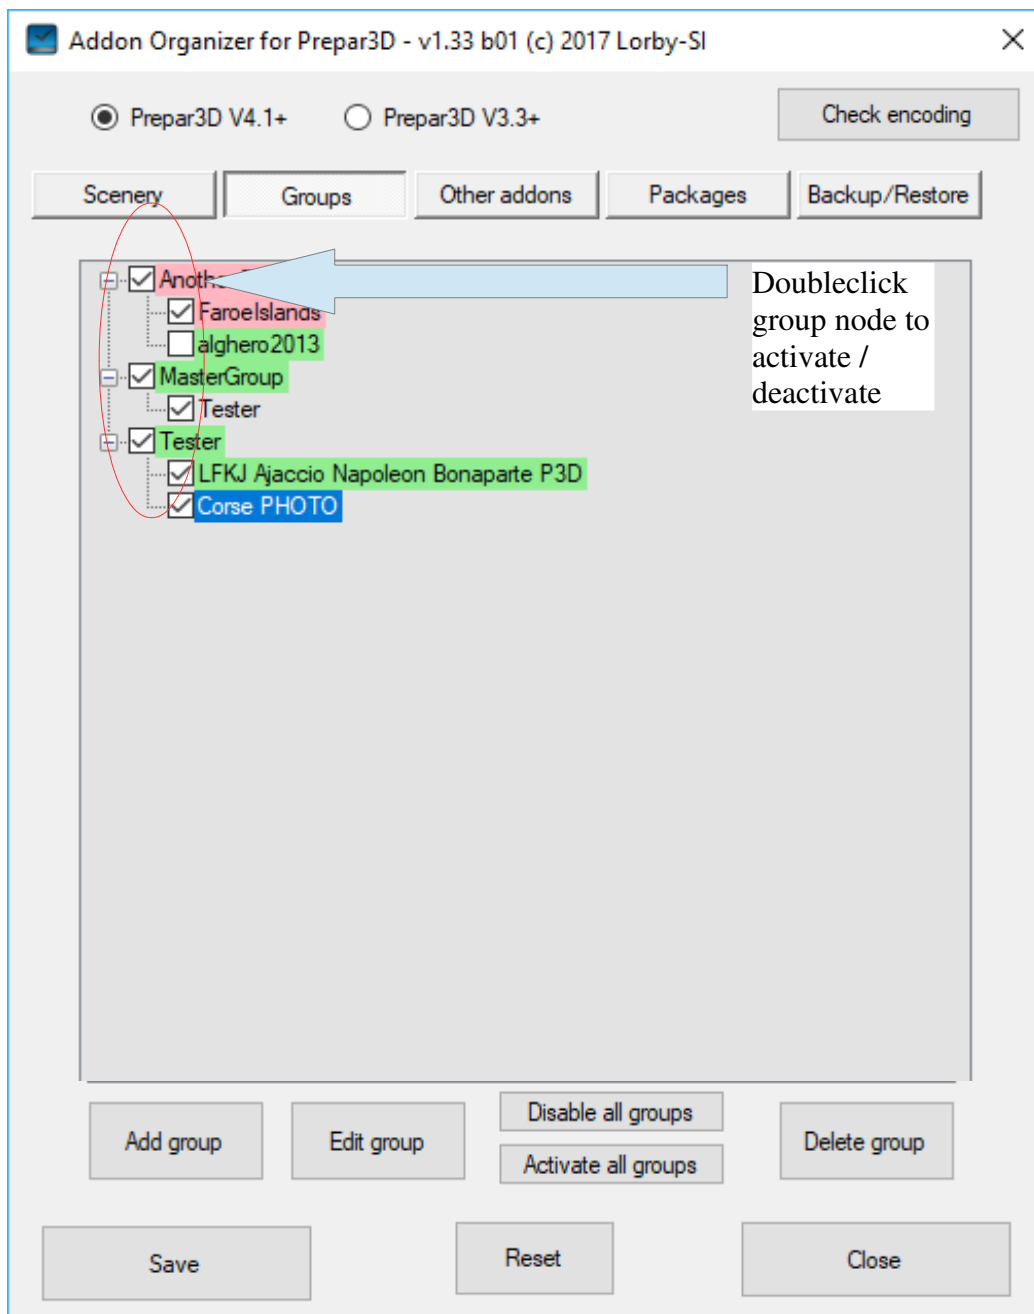 Addon Organizer for Prepar3D - v1.33 b01 (c) 2017 Lorby-SI
Prepar3D V4.1+ Prepar3D V3.3+ Check encoding
Scenery Groups Other addons Packages Backup/Restore
FaroeIslands
alghero2013
MasterGroup
Tester
Tester
LFKJ Ajaccio Napoleon Bonaparte P3D
Corse PHOTO
Doubleclick
group node to
activate /
deactivate
Add group Edit group Disable all groups Delete group
Activate all groups
Save Reset Close